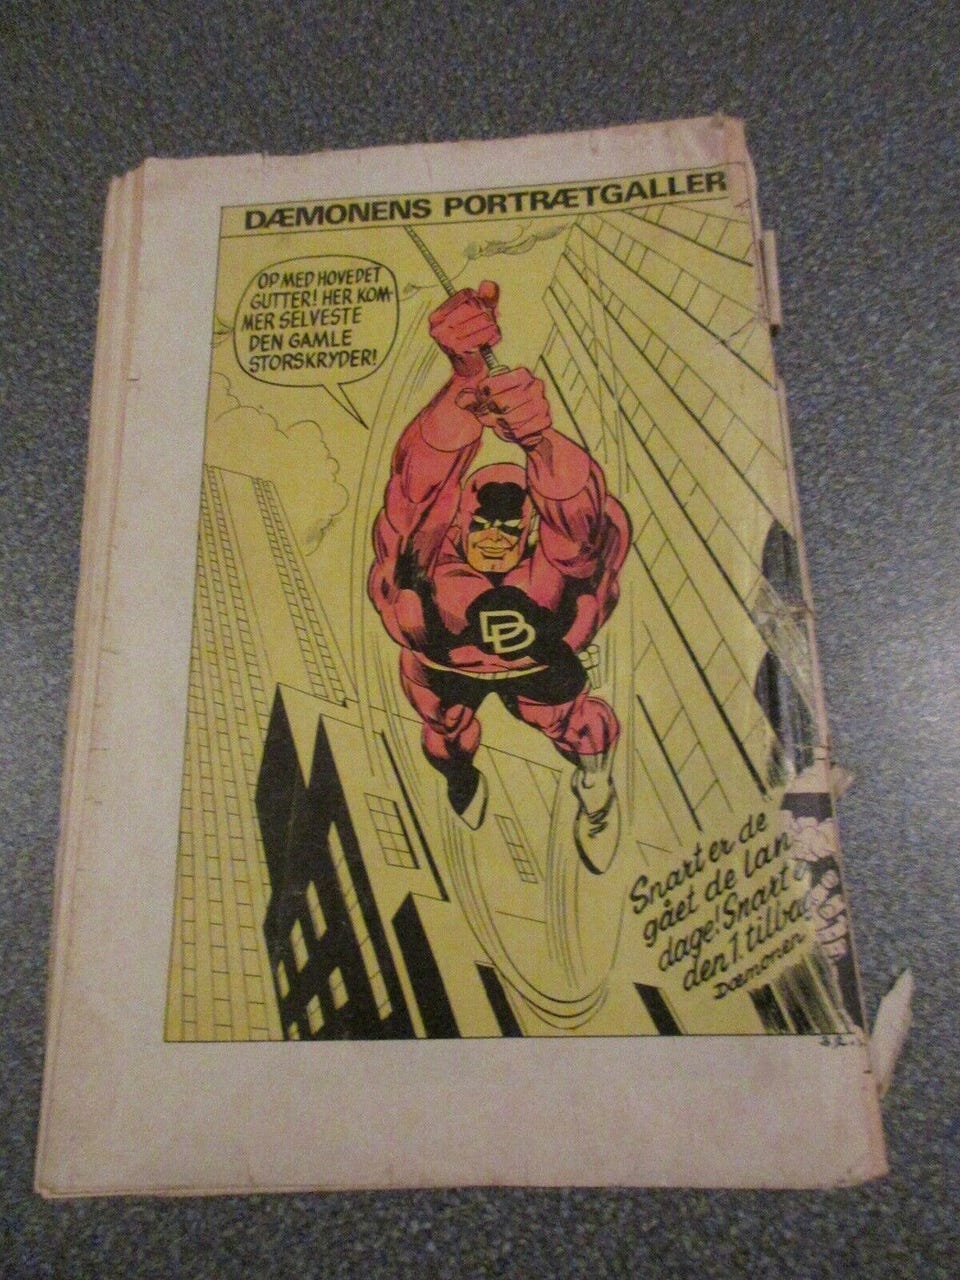 DÆMONENS PORTRÆTGALLER
OP MED HOVEDET
GUTTER! HER KOM-
MER SELVESTE
DEN GAMLE
STORSKRYDER!
DD
Snart er de
gået de lan
dage! Snart
den 1. tilbag
Dæmonen